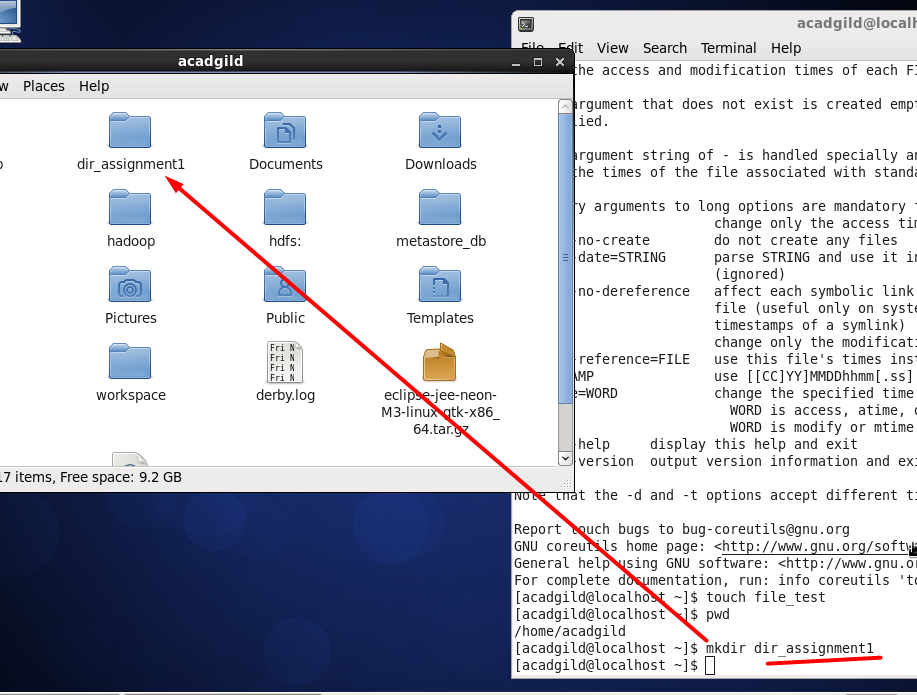 acadgild
w Places Help
dir_assignment1
Documents
Downloads
hadoop
hdfs:
metastore_db
Pictures
Public
Templates
workspace
Fri N
Fri N
Fri N
Fri N
derby.log
eclipse-jee-neon-
M3-linux-gtk-x86_
64.tar.gz
17 items, Free space: 9.2 GB
acadgild@localh
File Edit View Search Terminal Help
the access and modification times of each FI
argument that does not exist is created empt
lied.
argument string of - is handled specially an
the times of the file associated with standa
ry arguments to long options are mandatory
change only the access tim
-no-create do not create any files
-date=STRING parse STRING and use it in
(ignored)
-no-dereference affect each symbolic link
file (useful only on syste
timestamps of a symlink)
change only the modificati
-reference=FILE use this file's times inst
AMP use [[CC]YY]MMDDhhmm[.ss]
e=WORD change the specified time
WORD is access, atime,
WORD is modify or mtime
-help display this help and exit
-version output version information and exi
Note that the -d and -t options accept different ti
Report touch bugs to bug-coreutils@gnu.org
GNU coreutils home page: <http://www.gnu.org/softw
General help using GNU software: <http://www.gnu.o
For complete documentation, run: info coreutils 'to
[acadgild@localhost ~]$ touch file_test
[acadgild@localhost ~]$ pwd
/home/acadgild
[acadgild@localhost ~]$ mkdir dir_assignment1
[acadgild@localhost ~]$